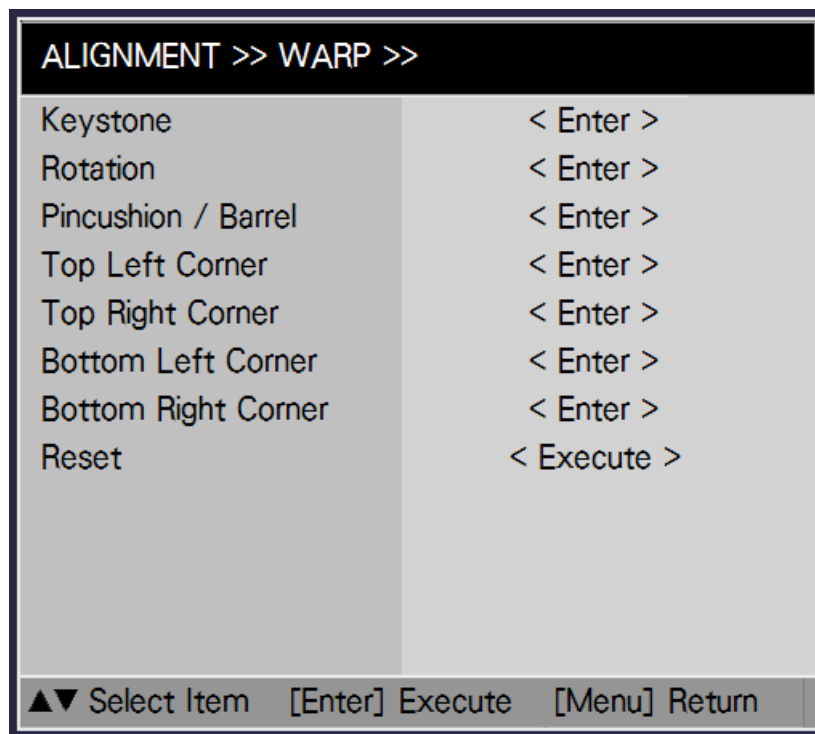 ALIGNMENT >> WARP >>
Keystone < Enter >
Rotation < Enter >
Pincushion / Barrel < Enter >
Top Left Corner < Enter >
Top Right Corner < Enter >
Bottom Left Corner < Enter >
Bottom Right Corner < Enter >
Reset < Execute >
▲▼ Select Item [Enter] Execute [Menu] Return